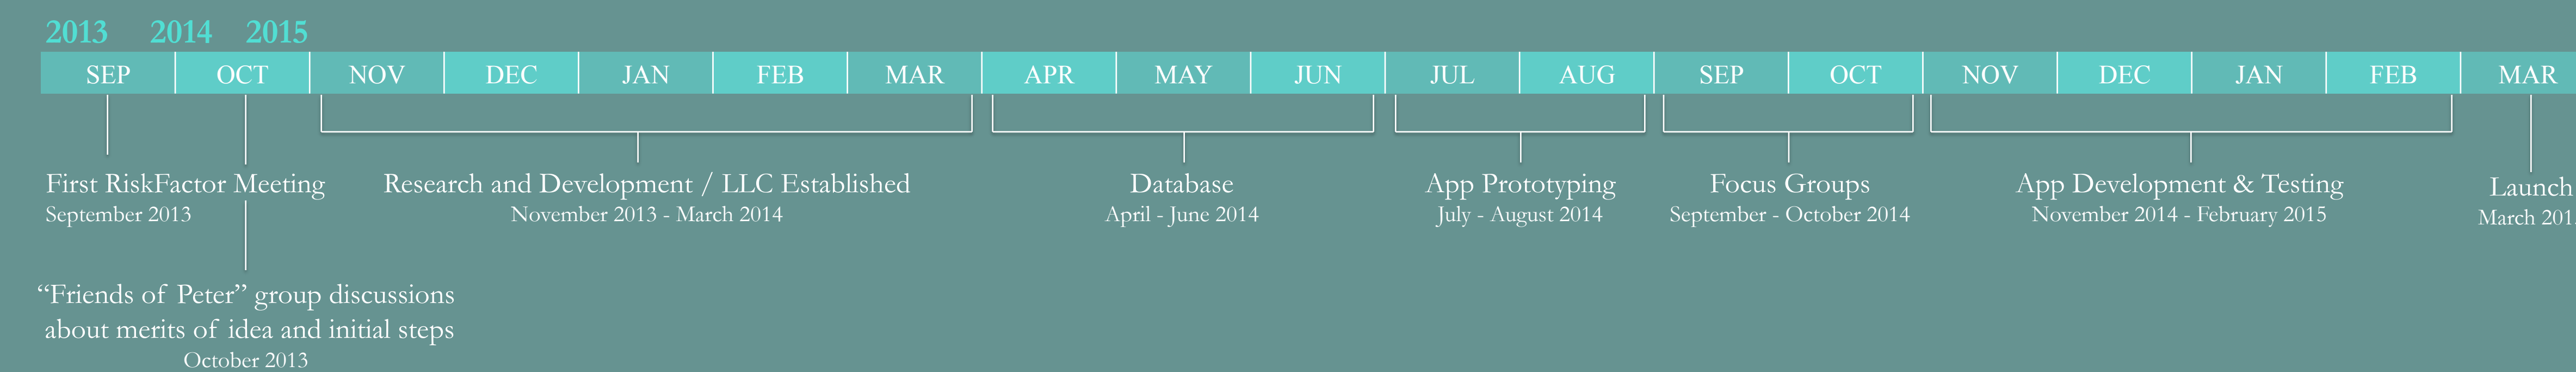 2013 2014 2015
SEP OCT NOV DEC JAN FEB MAR APR MAY JUN JUL AUG SEP OCT NOV DEC JAN FEB MAR
First RiskFactor Meeting
September 2013
"Friends of Peter" group discussions
about merits of idea and initial steps
October 2013
Research and Development / LLC Established
November 2013 - March 2014
Database
April - June 2014
App Prototyping
July - August 2014
Focus Groups
September - October 2014
App Development & Testing
November 2014 - February 2015
Launch
March